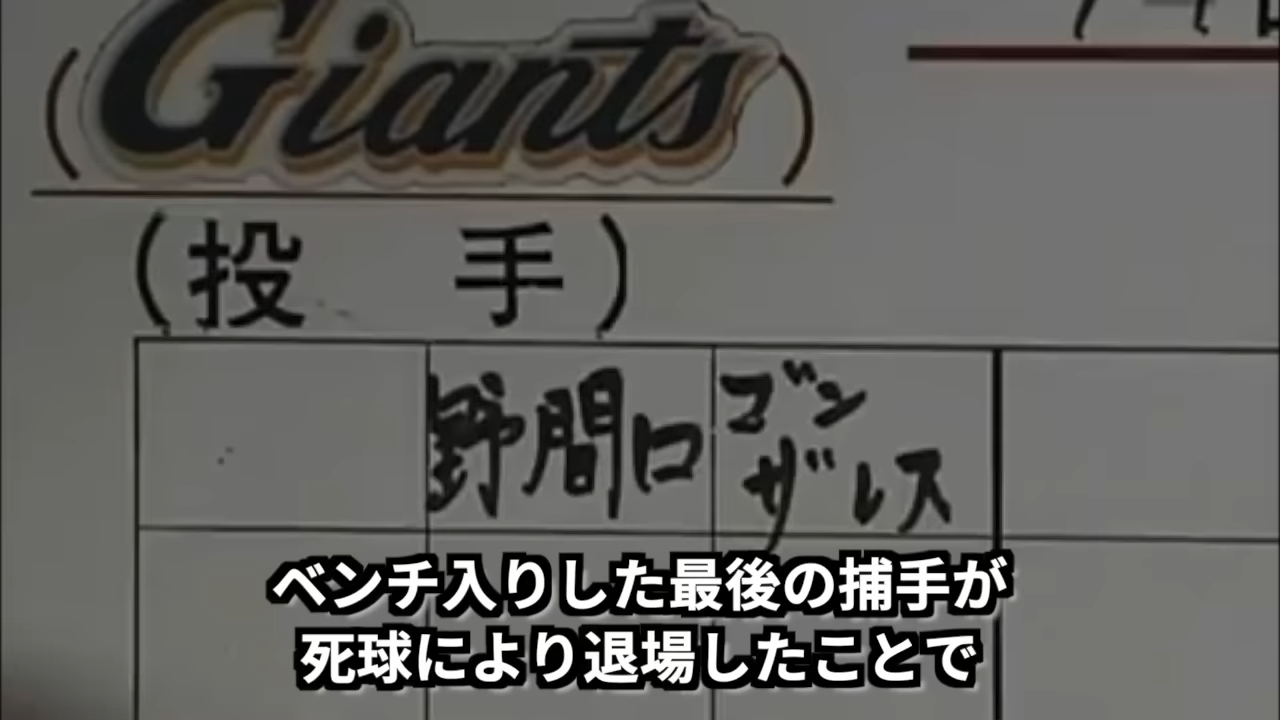 (Giants)
(投 手)
野間口 ゴンザレス
ベンチ入りした最後の捕手が
死球により退場したことで